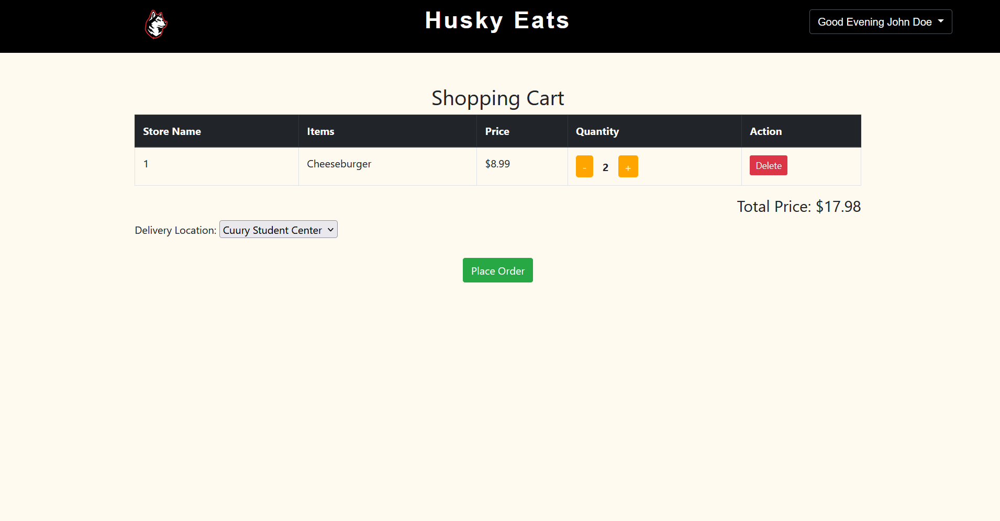 Husky Eats
Good Evening John Doe
Shopping Cart
Store Name Items Price Quantity Action
1 Cheeseburger $8.99 - 2 + Delete
Total Price: $17.98
Delivery Location: Cuury Student Center
Place Order